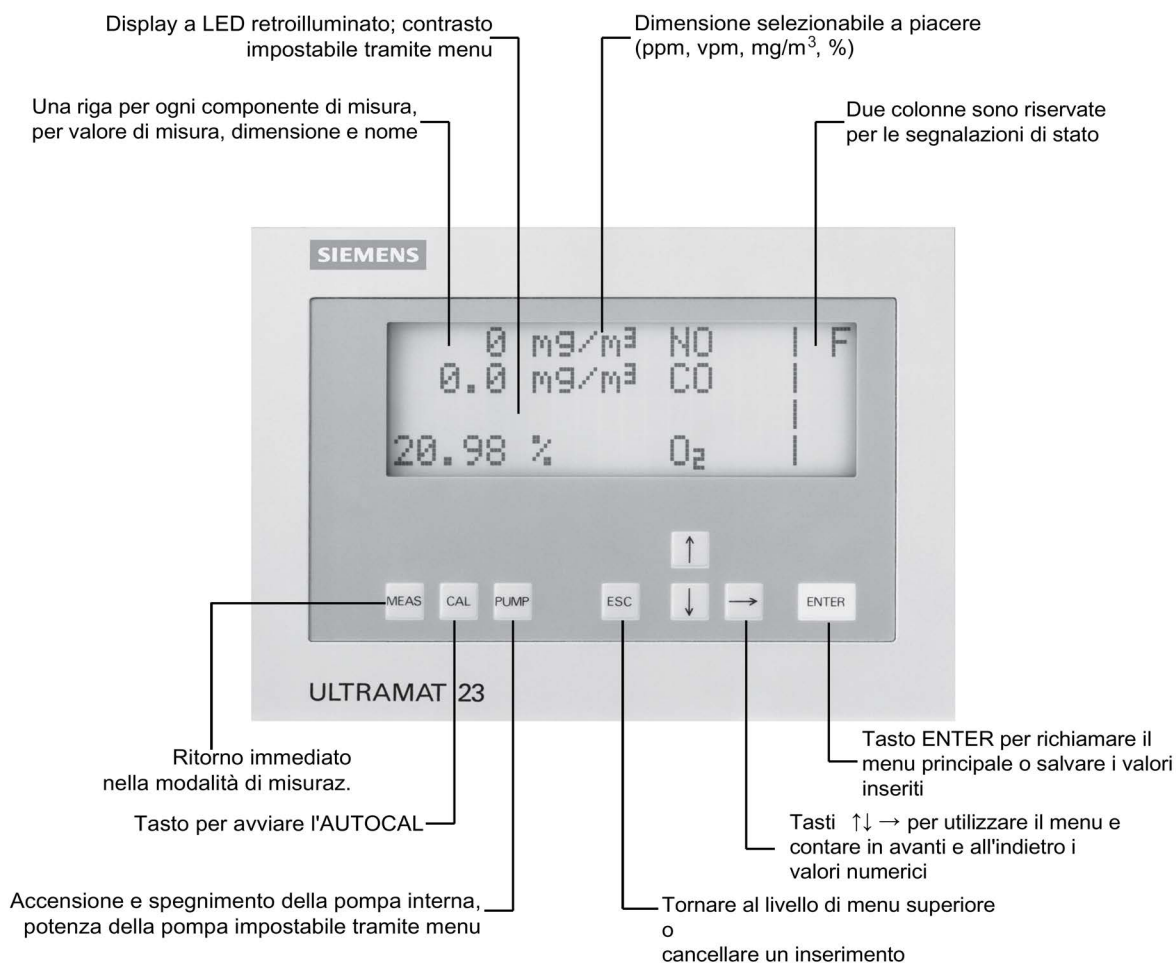 Display a LED retroilluminato; contrasto
impostabile tramite menu
Dimensione selezionabile a piacere
(ppm, vpm, mg/m³, %)
Una riga per ogni componente di misura,
per valore di misura, dimensione e nome
Due colonne sono riservate
per le segnalazioni di stato
SIEMENS
0 mg/m³ NO | F
0.0 mg/m³ CO |
|
20.98 % O₂ |
↑
MEAS CAL PUMP ESC ↓ → ENTER
ULTRAMAT 23
Ritorno immediato
nella modalità di misuraz.
Tasto per avviare l'AUTOCAL
Accensione e spegnimento della pompa interna,
potenza della pompa impostabile tramite menu
Tasto ENTER per richiamare il
menu principale o salvare i valori
inseriti
Tasti ↑↓ → per utilizzare il menu e
contare in avanti e all'indietro i
valori numerici
Tornare al livello di menu superiore
o
cancellare un inserimento